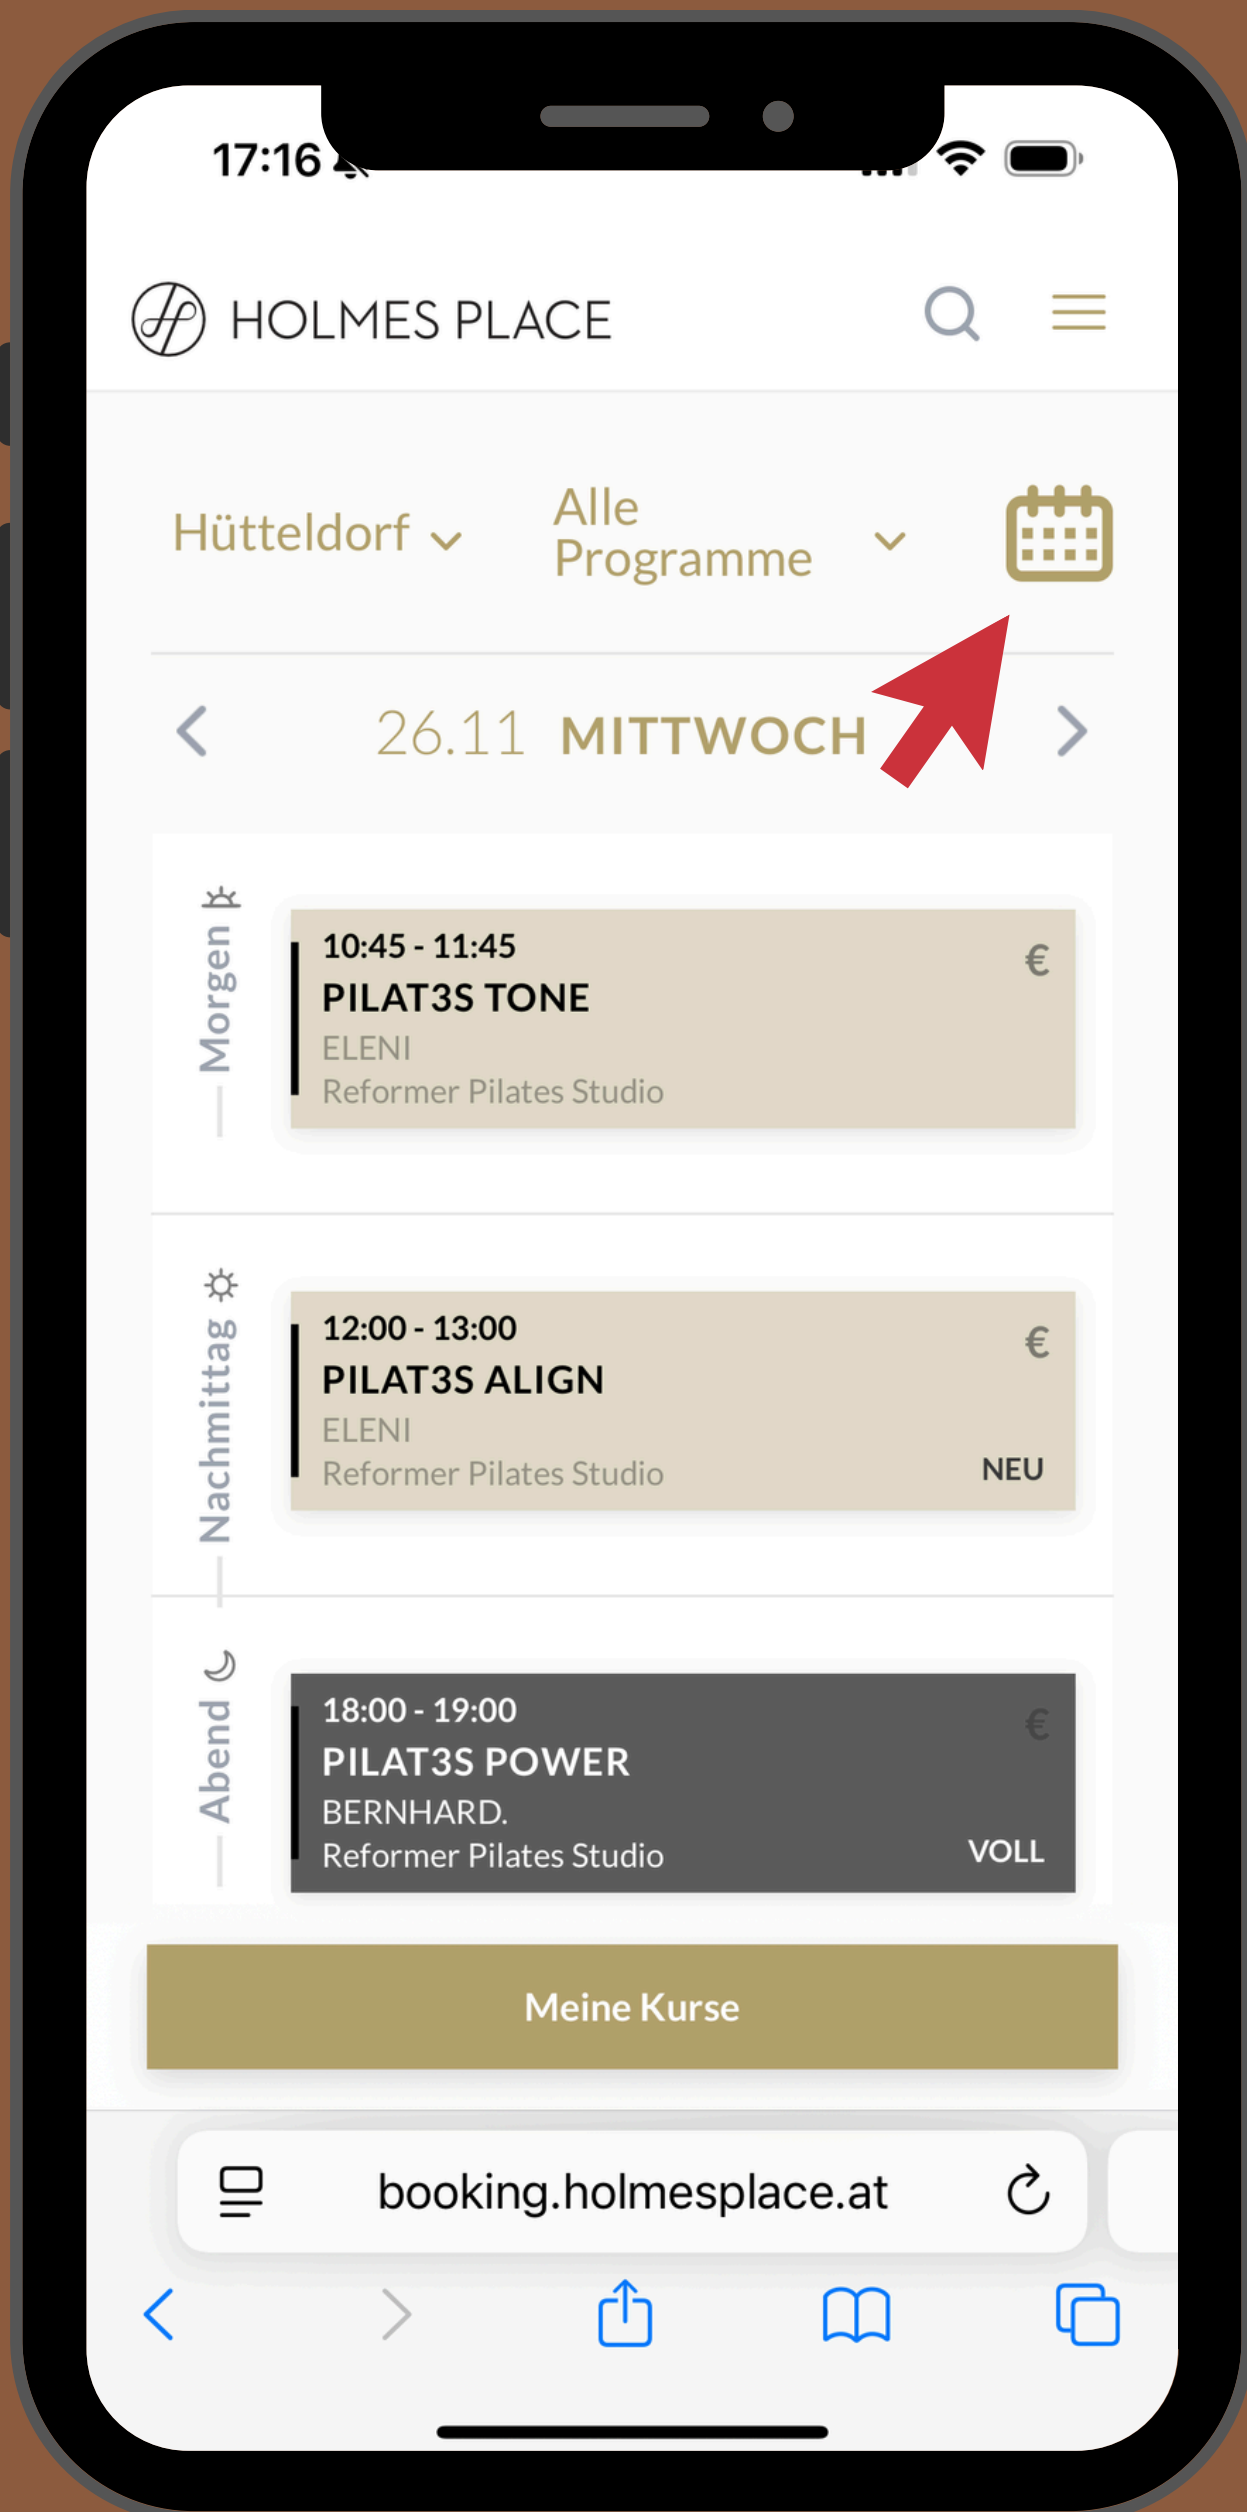 17:16
HOLMES PLACE
Hütteldorf
Alle
Programme
26.11 MITTWOCH
Morgen
10:45 - 11:45
€
PILAT3S TONE
ELENI
Reformer Pilates Studio
Nachmittag
12:00 - 13:00
€
PILAT3S ALIGN
ELENI
Reformer Pilates Studio
NEU
Abend
18:00 - 19:00
€
PILAT3S POWER
BERNHARD.
Reformer Pilates Studio
VOLL
Meine Kurse
booking.holmesplace.at